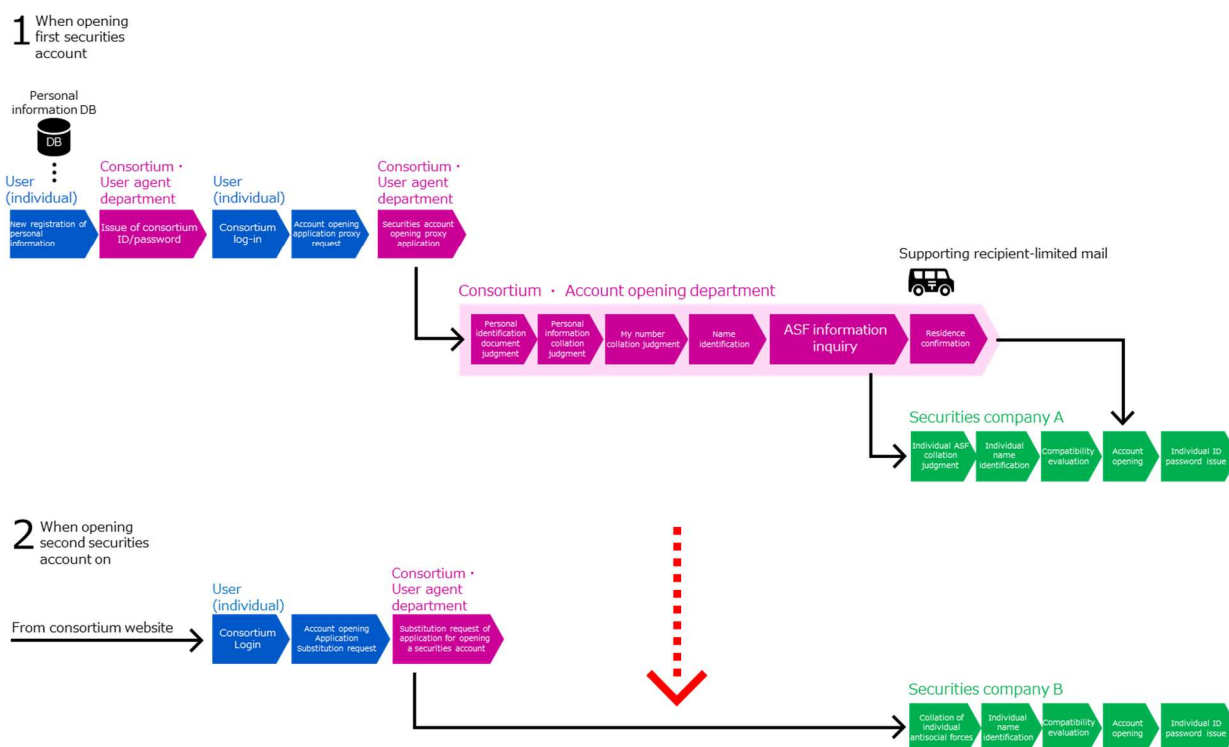 1
When opening
first securities
account
Personal
information DB
DB
User
(individual)
Consortium・
User agent
department
User
(individual)
Consortium・
User agent
department
New registration of
personal
information
Issue of consortium
ID/password
Consortium
log-in
Account opening
application proxy
request
Securities account
opening proxy
application
Supporting recipient-limited mail
Consortium ・ Account opening department
Personal
identification
document
judgment
Personal
information
collation
judgment
My number
collation judgment
Name
identification
ASF information
inquiry
Residence
confirmation
Securities company A
Individual ASF
collation
judgment
Individual
name
identification
Compatibility
evaluation
Account
opening
Individual ID
password issue
2
When opening
second securities
account on
User
(individual)
Consortium・
User agent
department
From consortium website
Consortium
Login
Account opening
Application
Substitution request
Substitution request of
application for opening
a securities account
Securities company B
Collation of
individual
antisocial forces
Individual
name
identification
Compatibility
evaluation
Account
opening
Individual ID
password issue